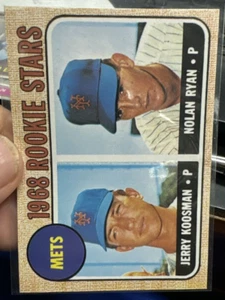 1968 ROOKIE STARS
METS
JERRY KOOSMAN • P
NOLAN RYAN • P